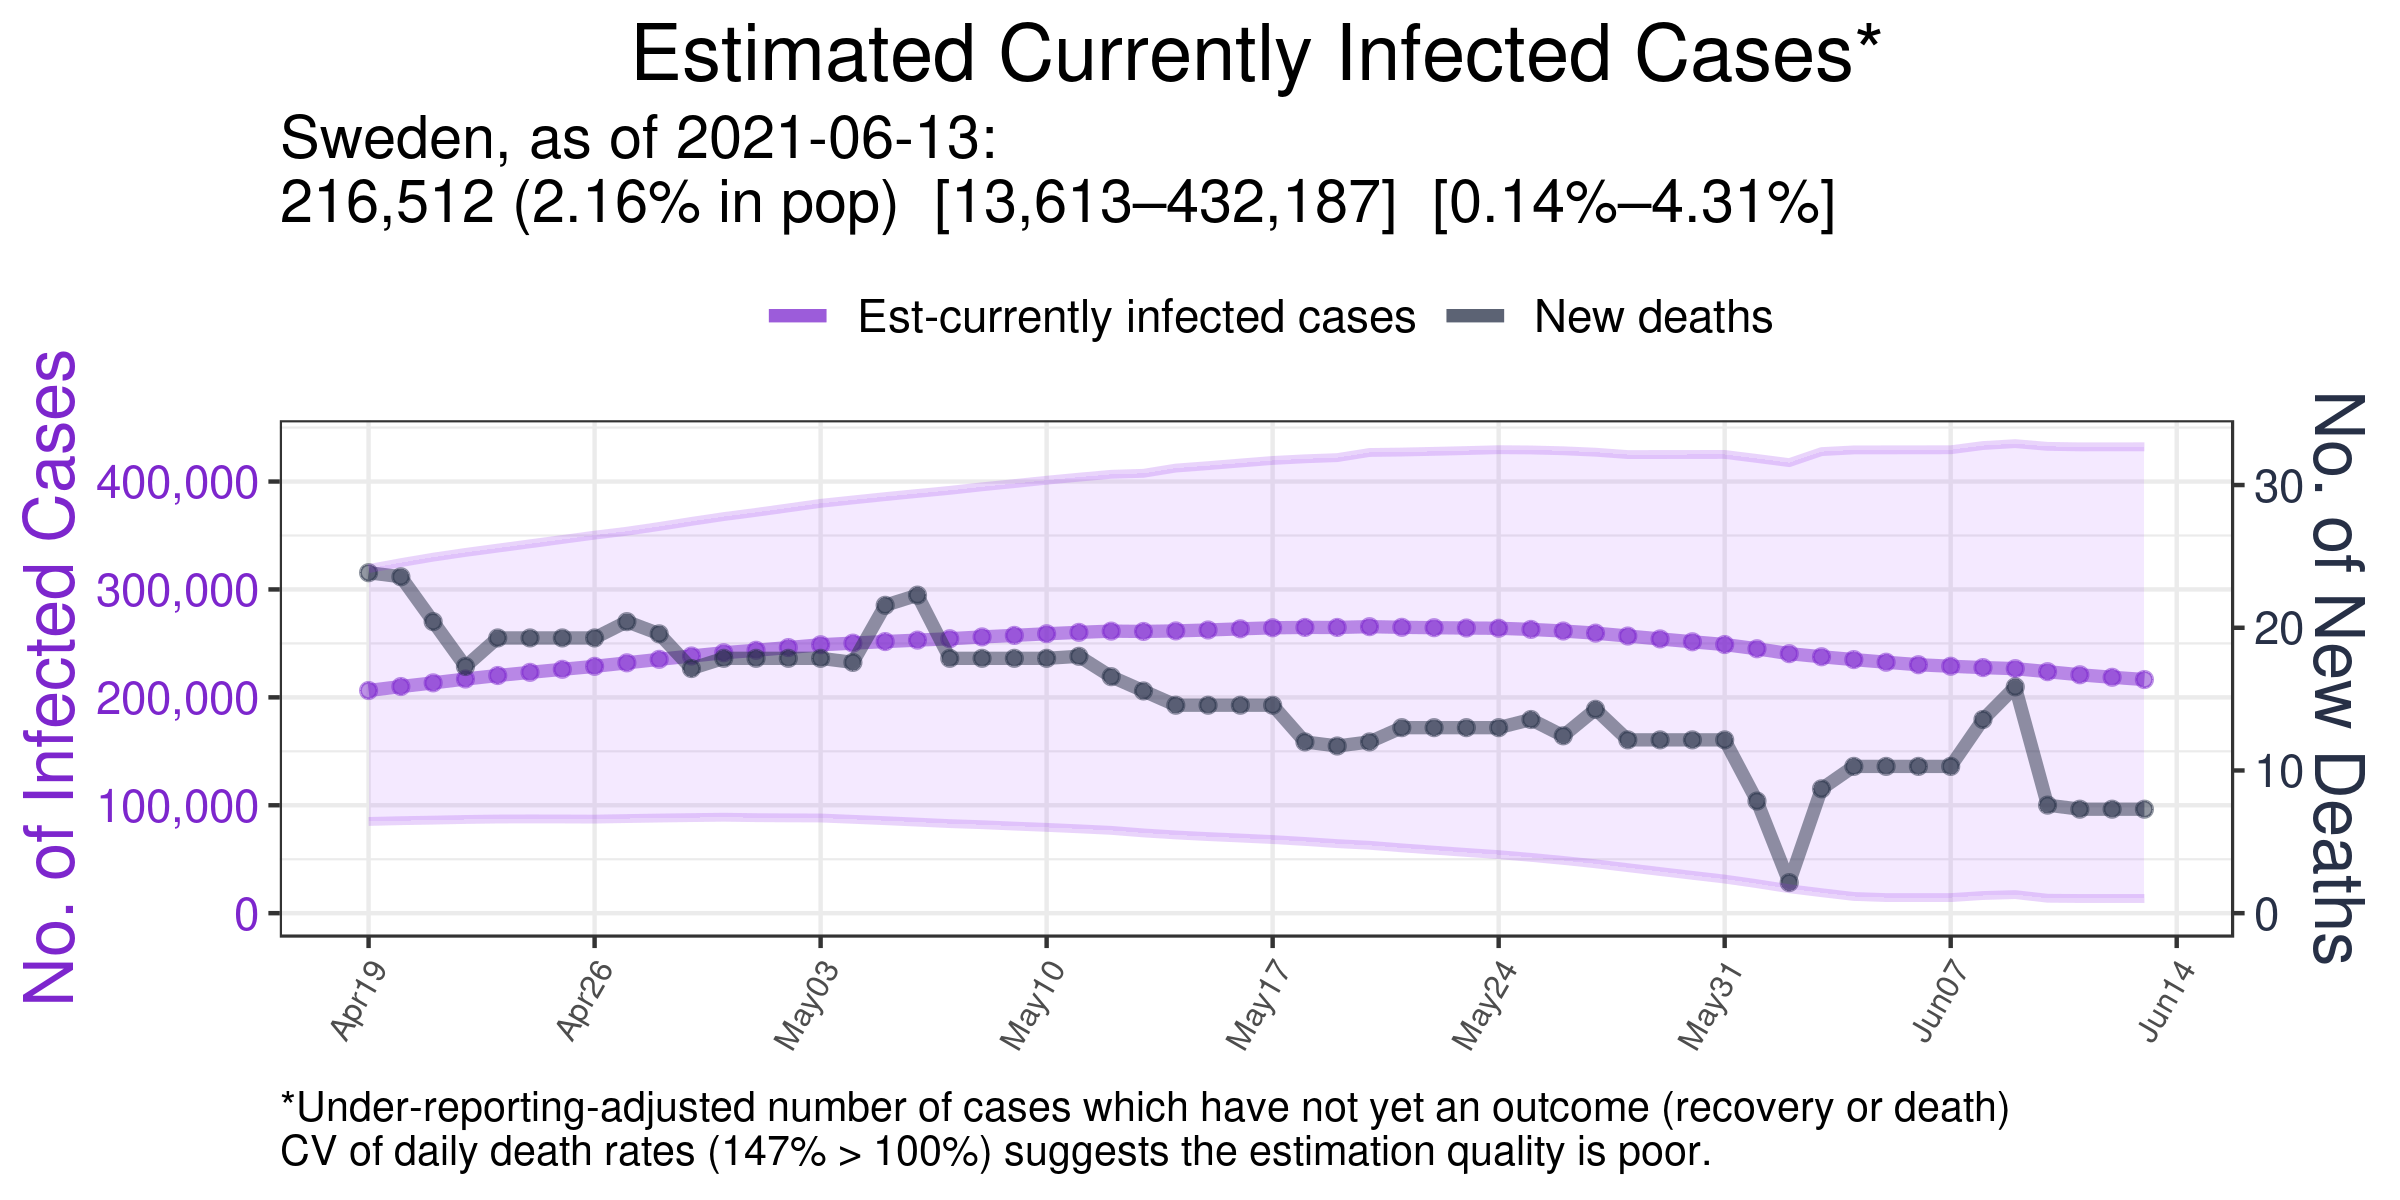 Estimated Currently Infected Cases*
Sweden, as of 2021-06-13:
216,512 (2.16% in pop)  [13,613–432,187]  [0.14%–4.31%]
Est-currently infected cases
New deaths
No. of Infected Cases
400,000
300,000
200,000
100,000
0
No. of New Deaths
30
20
10
0
Apr19
Apr26
May03
May10
May17
May24
May31
Jun07
Jun14
*Under-reporting-adjusted number of cases which have not yet an outcome (recovery or death)
CV of daily death rates (147% > 100%) suggests the estimation quality is poor.